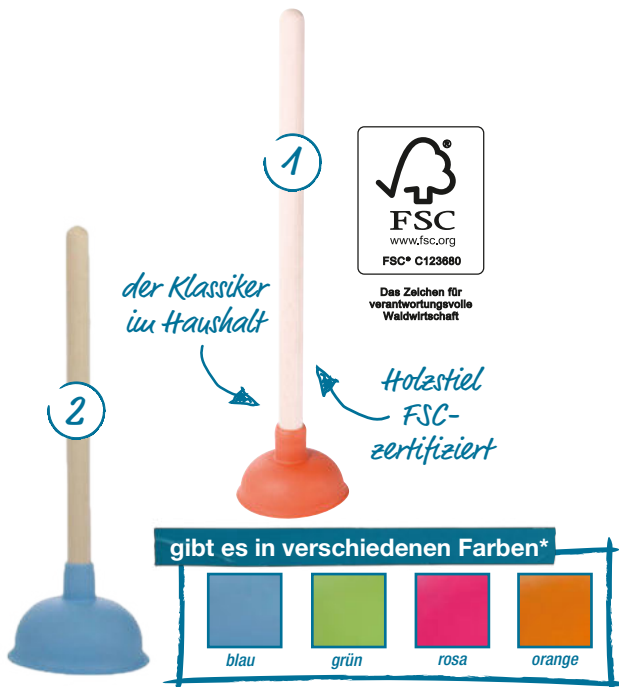 1
FSC
®
www.fsc.org
FSC® C123680
Das Zeichen für
verantwortungsvolle
Waldwirtschaft
der Klassiker
im Haushalt
Holzstiel
FSC-
zertifiziert
2
gibt es in verschiedenen Farben*
blau grün rosa orange